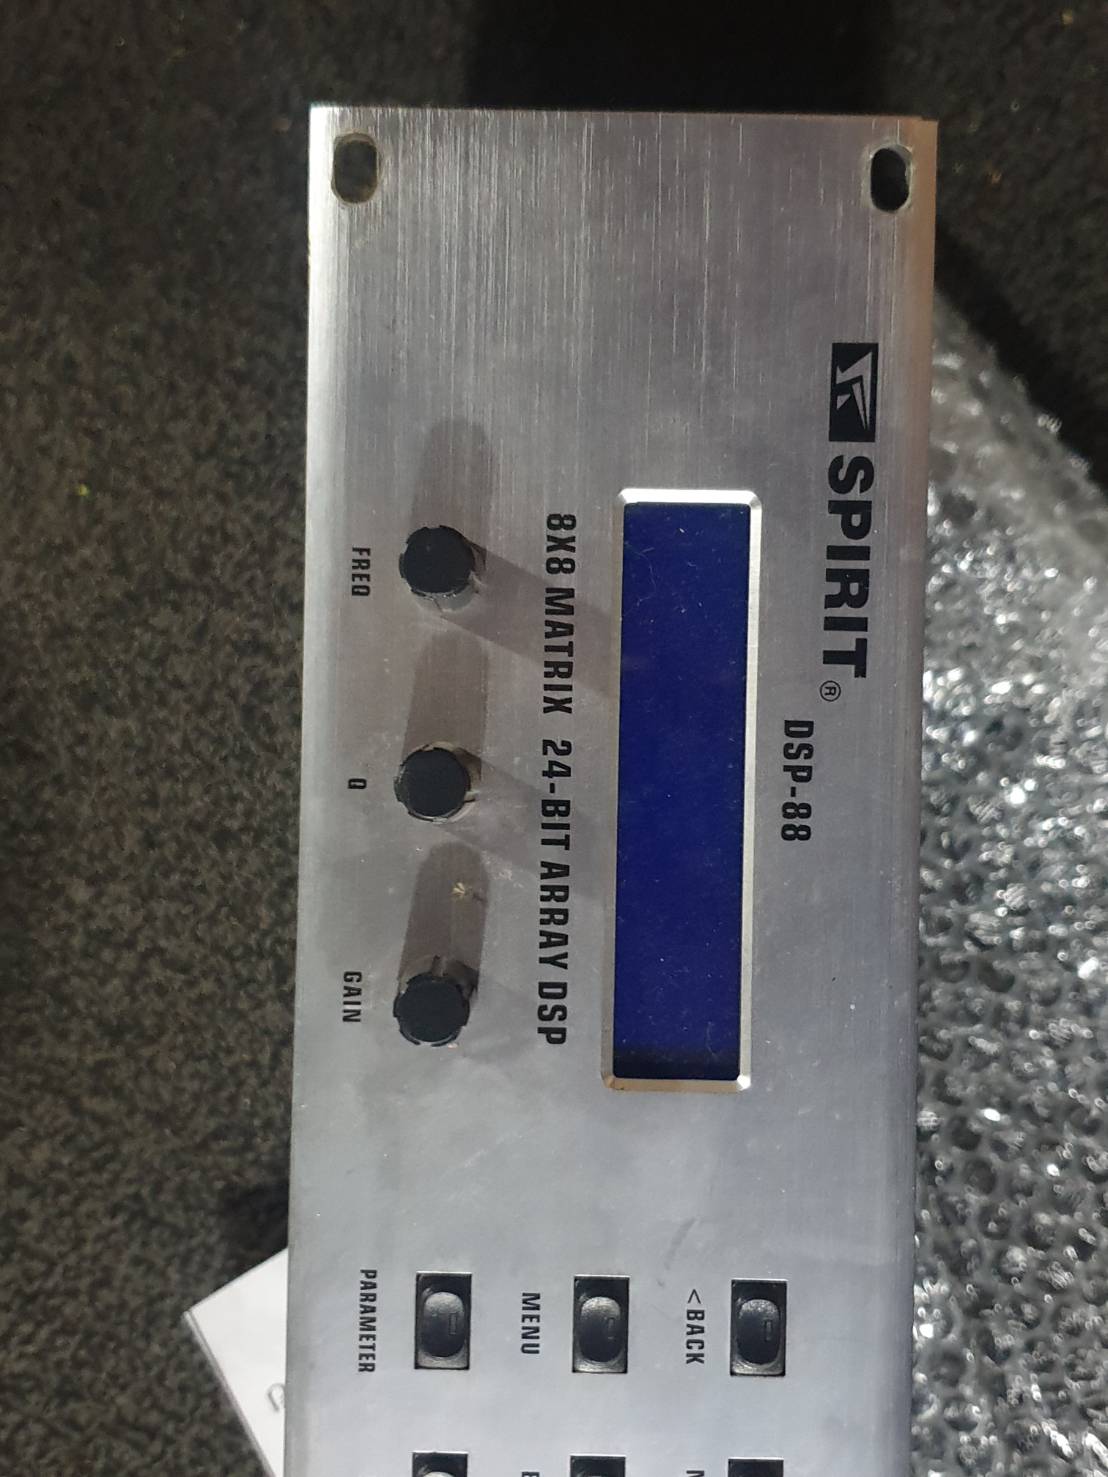 SPIRIT®
DSP-88
8X8 MATRIX 24-BIT ARRAY DSP
FREQ
Q
GAIN
<BACK
MENU
PARAMETER